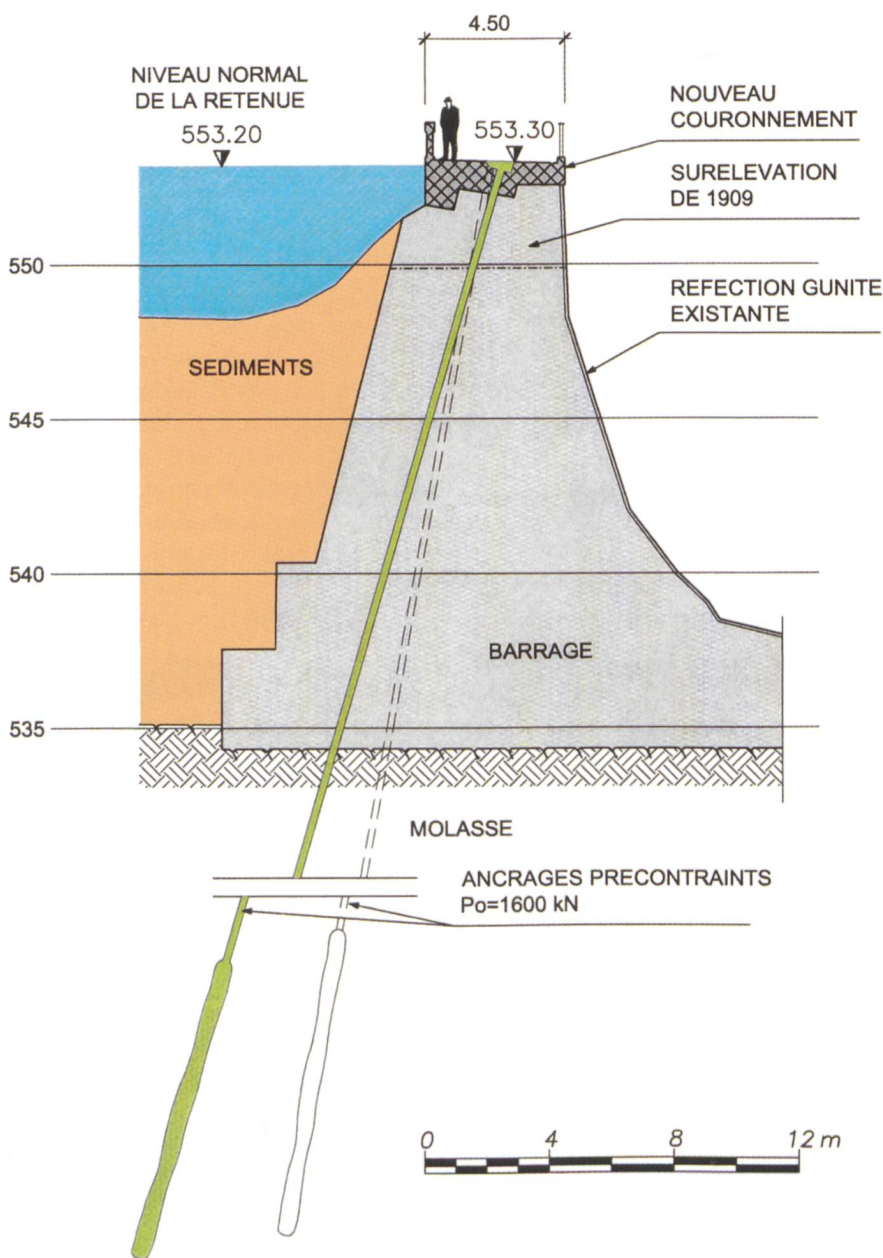 4.50
NIVEAU NORMAL
DE LA RETENUE
553.20
553.30
NOUVEAU
COURONNEMENT
SURELEVATION
DE 1909
550
REFECTION GUNITE
EXISTANTE
SEDIMENTS
545
540
BARRAGE
535
MOLASSE
ANCRAGES PRECONTRAINTS
Po=1600 kN
0 4 8 12 m